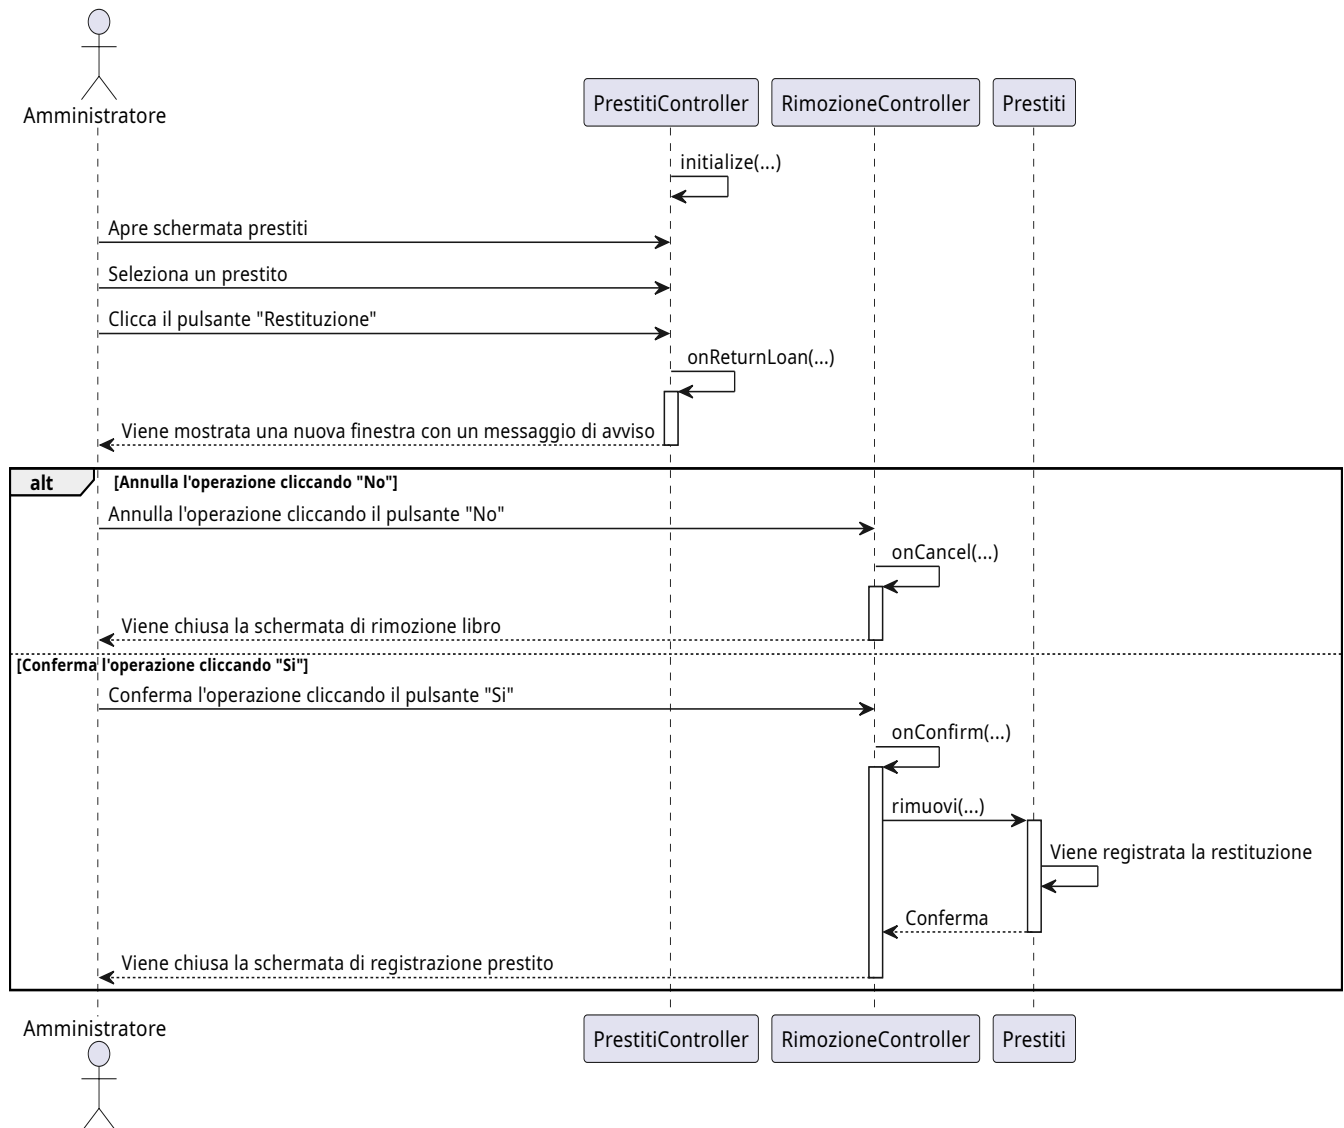 Amministratore
PrestitiController
RimozioneController
Prestiti
initialize(...)
Apre schermata prestiti
Seleziona un prestito
Clicca il pulsante "Restituzione"
onReturnLoan(...)
Viene mostrata una nuova finestra con un messaggio di avviso
alt
[Annulla l'operazione cliccando "No"]
Annulla l'operazione cliccando il pulsante "No"
onCancel(...)
Viene chiusa la schermata di rimozione libro
[Conferma l'operazione cliccando "Si"]
Conferma l'operazione cliccando il pulsante "Si"
onConfirm(...)
rimuovi(...)
Viene registrata la restituzione
Conferma
Viene chiusa la schermata di registrazione prestito
Amministratore
PrestitiController
RimozioneController
Prestiti